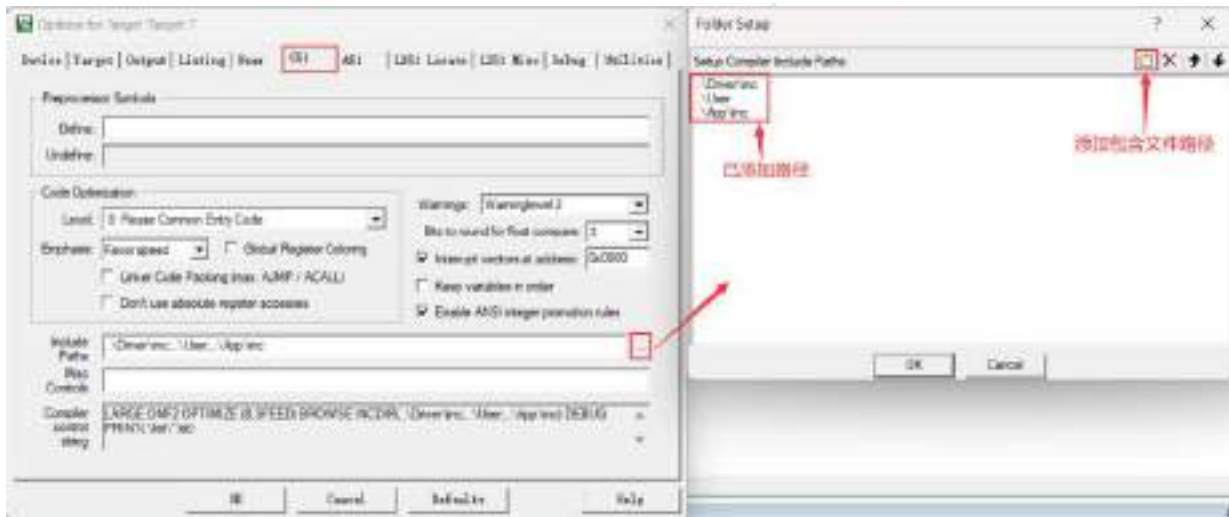 Options for Target 'Target 1'
Device Target Output Listing User C51 A51 LX51 Locate LX51 Misc Debug Utilities
Preprocessor Symbols
Define:
Undefine:
Code Optimization
Level: 8: Reuse Common Entry Code
Emphasis: Favor speed
Global Register Coloring
Linker Code Packing (max. AJMP / ACALL)
Don't use absolute register accesses
Warnings: Warninglevel 2
Bits to round for float compare: 3
Interrupt vectors at address: 0x0000
Keep variables in order
Enable ANSI integer promotion rules
Include Paths
\Driver\inc;..\User;..\App\inc
...
Misc Controls
Compiler control string
LARGE OMF2 OPTIMIZE (8,SPEED) BROWSE INCDIR(..\Driver\inc;..\User;..\App\inc) DEBUG
OK Cancel Defaults Help
Folder Setup
? ×
Setup Compiler Include Paths:
\Driver\inc
\User
\App\inc
已添加路径
添加包含文件路径
OK Cancel